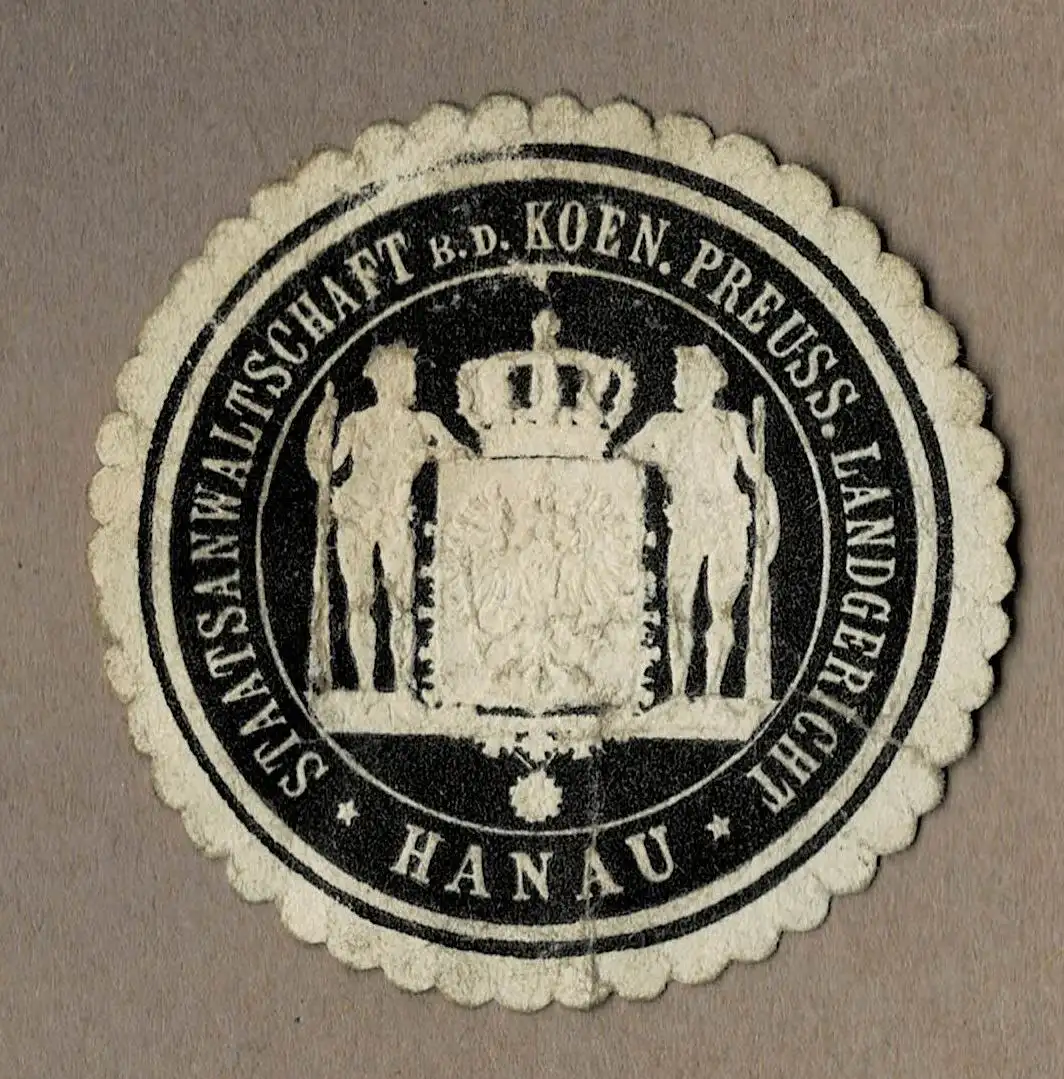 STAATSANWALTSCHAFT B.D. KOEN. PREUSS. LANDGERICHT
* HANAU *